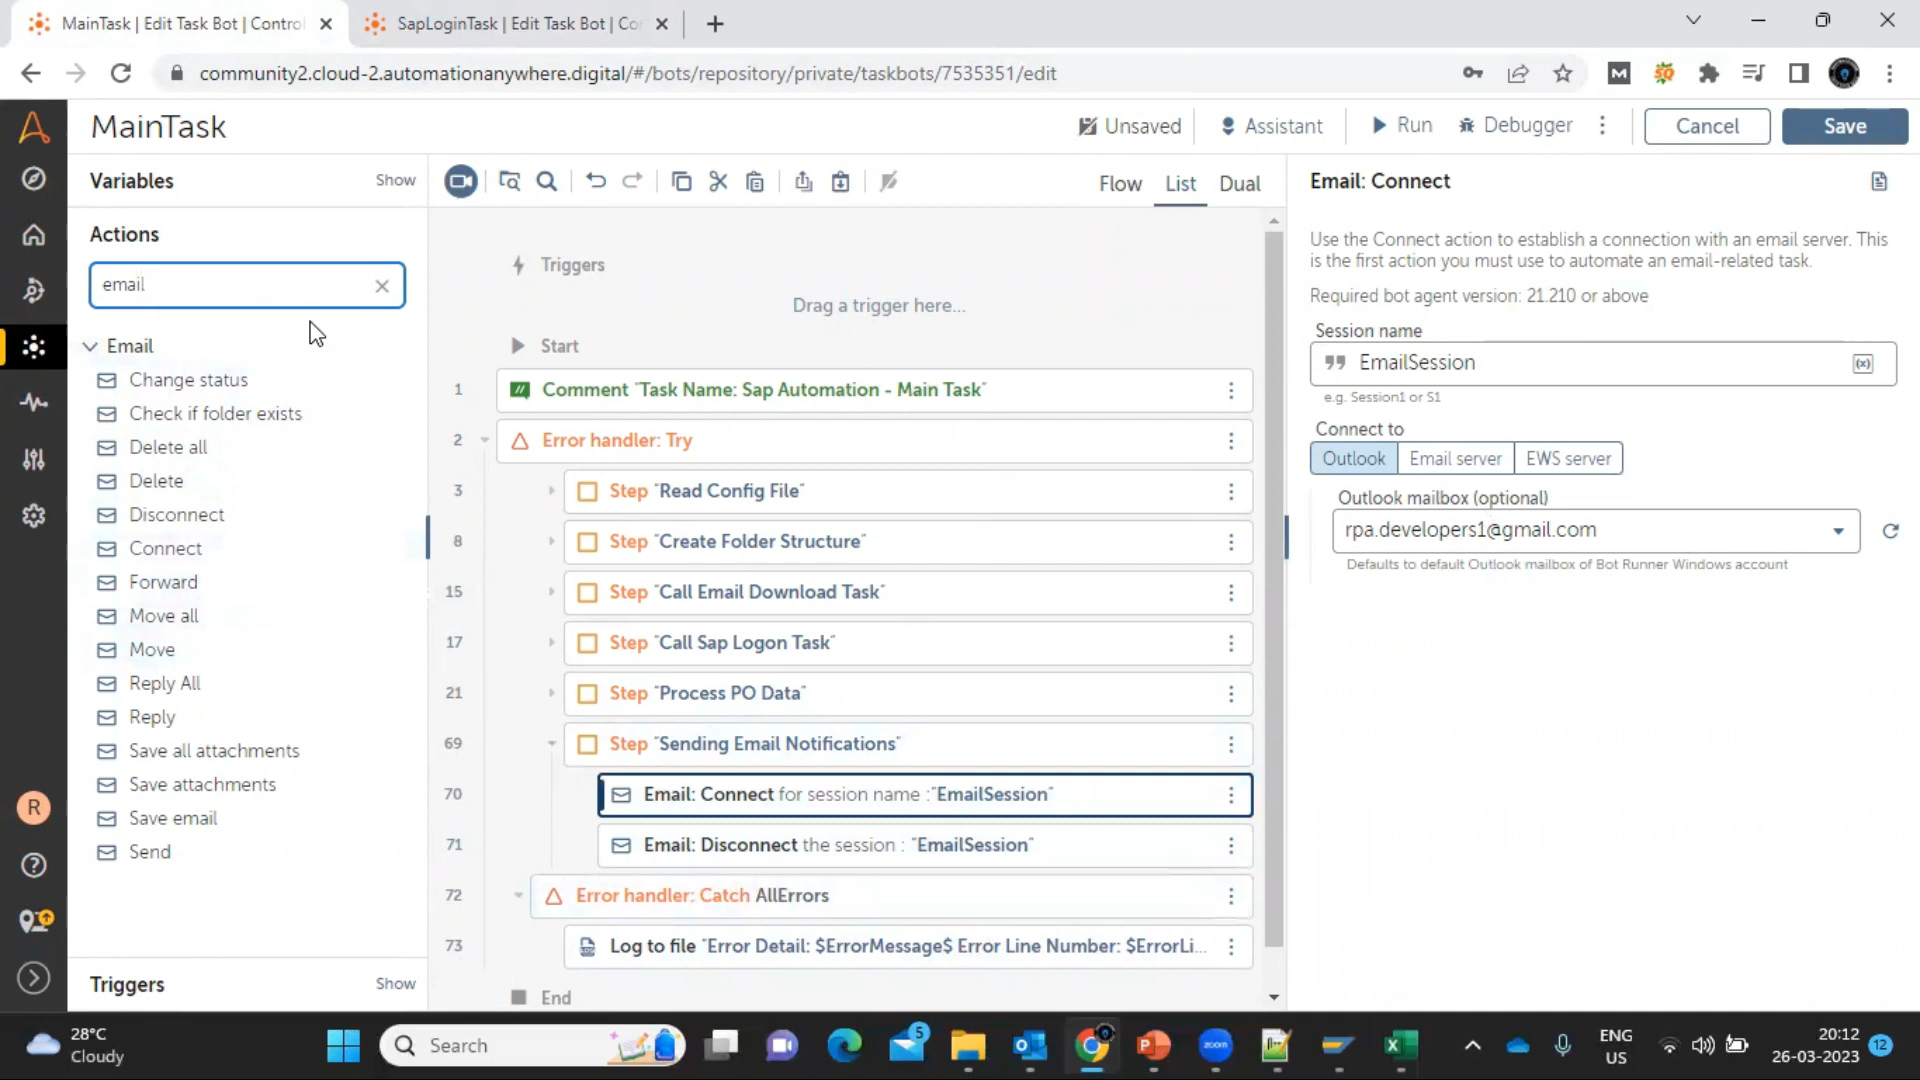 MainTask | Edit Task Bot | Control
SapLoginTask | Edit Task Bot | Co
community2.cloud-2.automationanywhere.digital/#/bots/repository/private/taskbots/7535351/edit
MainTask
Unsaved
Assistant
Run
Debugger
Cancel
Save
Variables
Show
Flow
List
Dual
Email: Connect
Actions
email
Email
Change status
Check if folder exists
Delete all
Delete
Disconnect
Connect
Forward
Move all
Move
Reply All
Reply
Save all attachments
Save attachments
Save email
Send
Triggers
Show
Triggers
Drag a trigger here...
Start
1 Comment "Task Name: Sap Automation - Main Task"
2 Error handler: Try
3 Step "Read Config File"
8 Step "Create Folder Structure"
15 Step "Call Email Download Task"
17 Step "Call Sap Logon Task"
21 Step "Process PO Data"
69 Step "Sending Email Notifications"
70 Email: Connect for session name :"EmailSession"
71 Email: Disconnect the session : "EmailSession"
72 Error handler: Catch AllErrors
73 Log to file "Error Detail: $ErrorMessage$ Error Line Number: $ErrorLi...
End
Use the Connect action to establish a connection with an email server. This
is the first action you must use to automate an email-related task.
Required bot agent version: 21.210 or above
Session name
EmailSession
(x)
e.g. Session1 or S1
Connect to
Outlook
Email server
EWS server
Outlook mailbox (optional)
rpa.developers1@gmail.com
Defaults to default Outlook mailbox of Bot Runner Windows account
R
28°C
Cloudy
Search
5
zoom
ENG
US
20:12
26-03-2023
12